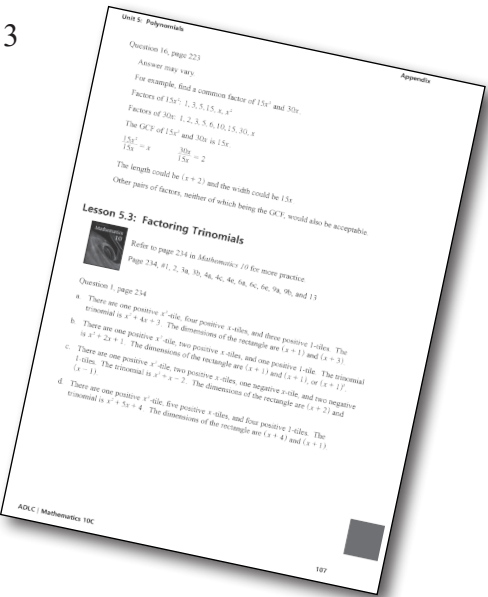 3
Unit 5: Polynomials
Appendix
Question 16, page 223
Answer may vary.
For example, find a common factor of 15x² and 30x.
Factors of 15x²: 1, 3, 5, 15, x, x²
Factors of 30x: 1, 2, 3, 5, 6, 10, 15, 30, x
The GCF of 15x² and 30x is 15x.
15x²/15x = x 30x/15x = 2
The length could be (x + 2) and the width could be 15x.
Other pairs of factors, neither of which being the GCF, would also be acceptable.
Lesson 5.3: Factoring Trinomials
Mathematics
10
Refer to page 234 in Mathematics 10 for more practice.
Page 234, #1, 2, 3a, 3b, 4a, 4c, 4e, 6a, 6c, 6e, 9a, 9b, and 13
Question 1, page 234
a. There are one positive x²-tile, four positive x-tiles, and three positive 1-tiles. The
trinomial is x² + 4x + 3. The dimensions of the rectangle are (x + 1) and (x + 3).
b. There are one positive x²-tile, two positive x-tiles, and one positive 1-tile. The trinomial
is x² + 2x + 1. The dimensions of the rectangle are (x + 1) and (x + 1), or (x + 1)².
c. There are one positive x²-tile, two positive x-tiles, one negative x-tile, and two negative
1-tiles. The trinomial is x² + x − 2. The dimensions of the rectangle are (x + 2) and
(x − 1).
d. There are one positive x²-tile, five positive x-tiles, and four positive 1-tiles. The
trinomial is x² + 5x + 4. The dimensions of the rectangle are (x + 4) and (x + 1).
ADLC | Mathematics 10C
107